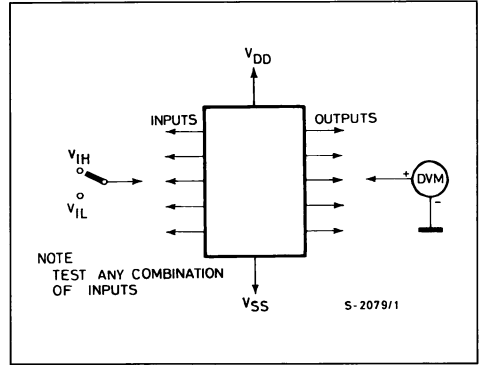 VDD
INPUTS
OUTPUTS
VIH
VIL
+
DVM
-
NOTE
TEST ANY COMBINATION
OF INPUTS
VSS
S-2079/1